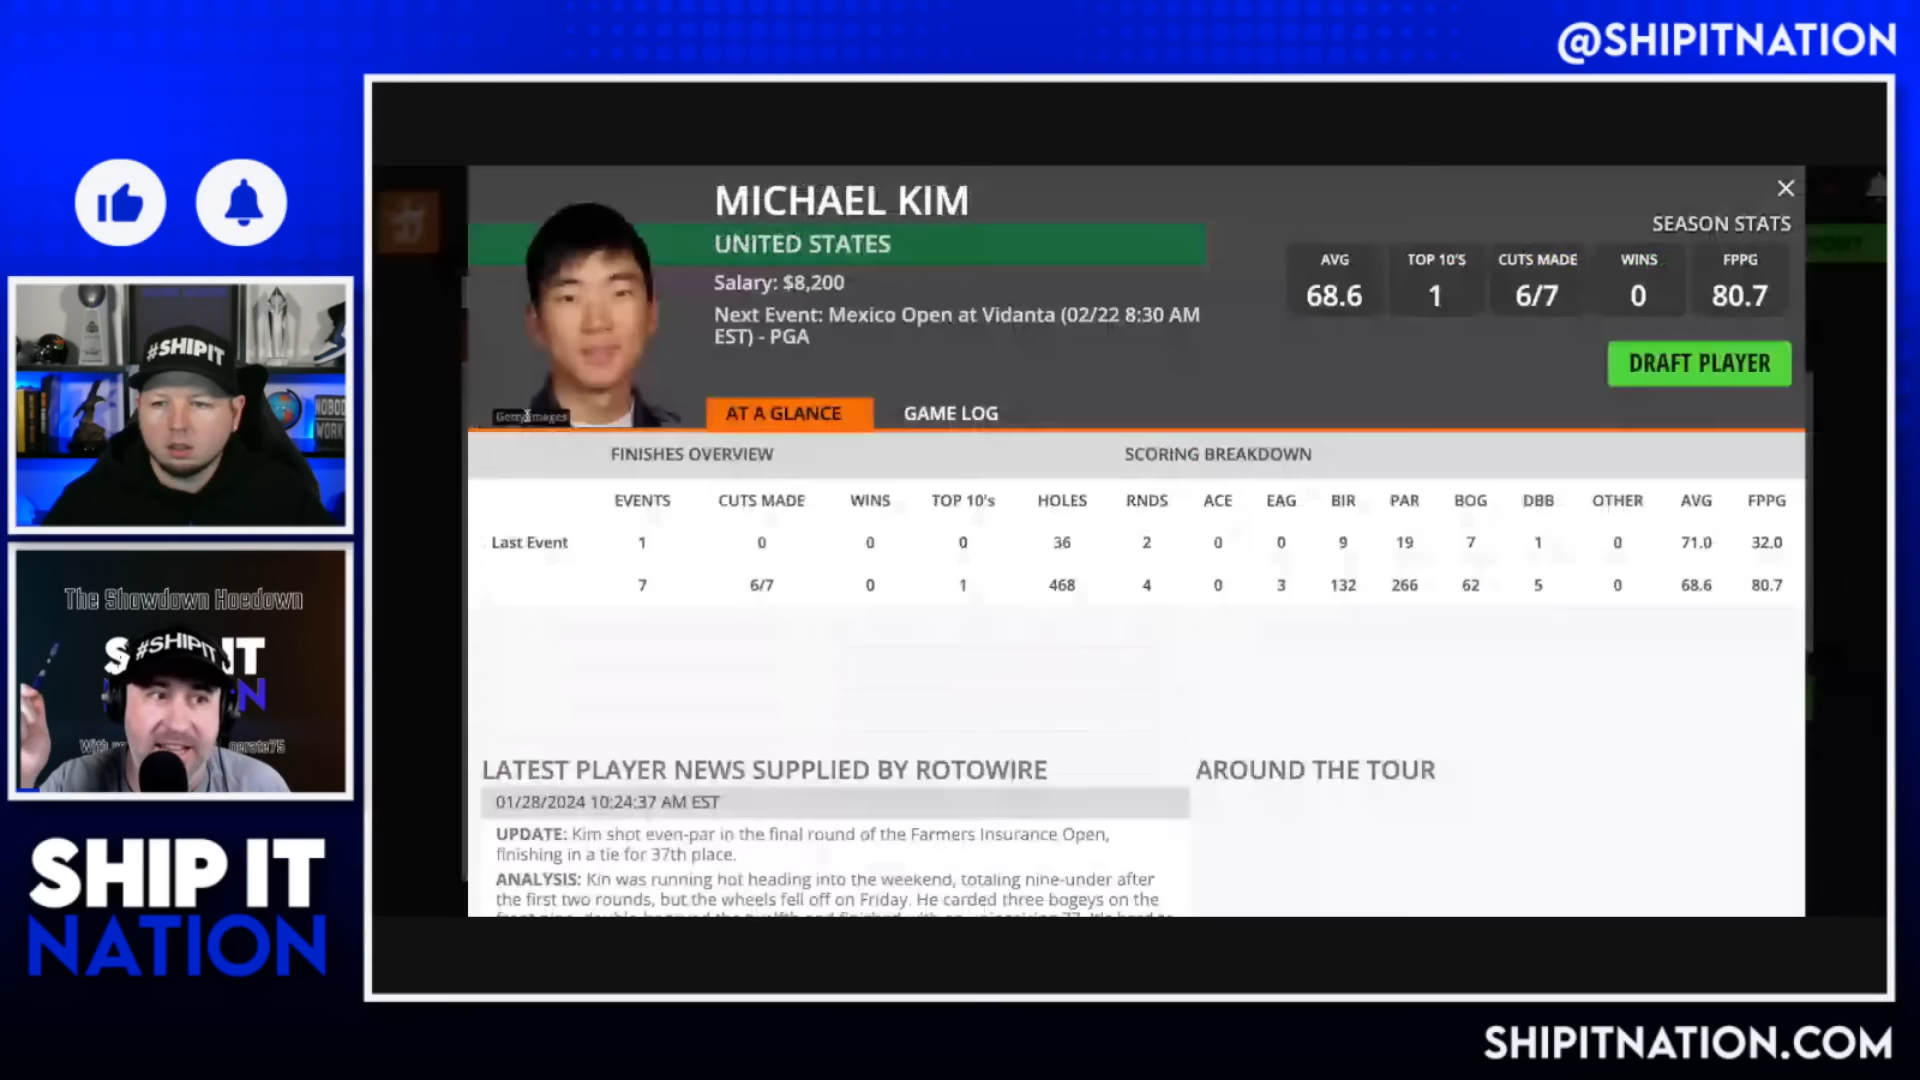 @SHIPITNATION
#SHIPIT
NOBODY
WORK
The Showdown Hoedown
#SHIPIT
IT
N
SHIP IT
NATION
MICHAEL KIM
UNITED STATES
Salary: $8,200
Next Event: Mexico Open at Vidanta (02/22 8:30 AM
EST) - PGA
SEASON STATS
AVG TOP 10'S CUTS MADE WINS FPPG
68.6 1 6/7 0 80.7
DRAFT PLAYER
GettyImages
AT A GLANCE GAME LOG
FINISHES OVERVIEW SCORING BREAKDOWN
EVENTS CUTS MADE WINS TOP 10's HOLES RNDS ACE EAG BIR PAR BOG DBB OTHER AVG FPPG
Last Event 1 0 0 0 36 2 0 0 9 19 7 1 0 71.0 32.0
7 6/7 0 1 468 4 0 3 132 266 62 5 0 68.6 80.7
LATEST PLAYER NEWS SUPPLIED BY ROTOWIRE AROUND THE TOUR
01/28/2024 10:24:37 AM EST
UPDATE: Kim shot even-par in the final round of the Farmers Insurance Open,
finishing in a tie for 37th place.
ANALYSIS: Kin was running hot heading into the weekend, totaling nine-under after
the first two rounds, but the wheels fell off on Friday. He carded three bogeys on the
SHIPITNATION.COM